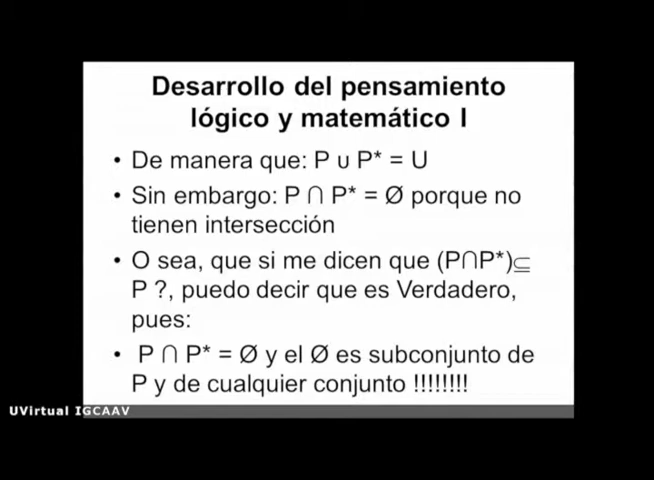 Desarrollo del pensamiento
lógico y matemático I
• De manera que: P ∪ P* = U
• Sin embargo: P ∩ P* = Ø porque no
tienen intersección
• O sea, que si me dicen que (P∩P*)⊆
P ?, puedo decir que es Verdadero,
pues:
• P ∩ P* = Ø y el Ø es subconjunto de
P y de cualquier conjunto !!!!!!!!
UVirtual IGCAAV